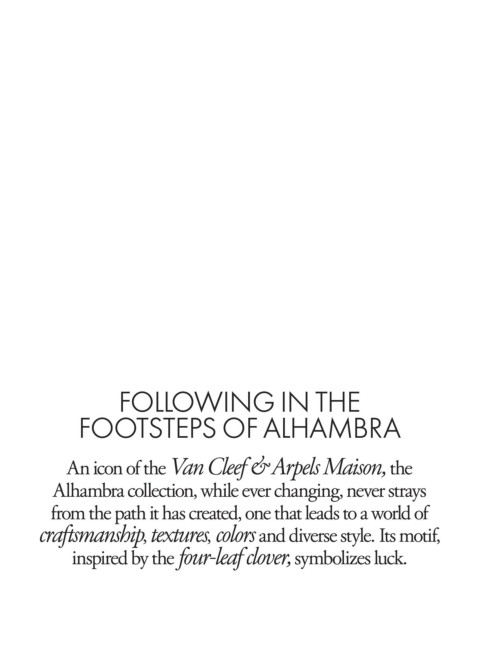 FOLLOWING IN THE
FOOTSTEPS OF ALHAMBRA
An icon of the Van Cleef & Arpels Maison, the
Alhambra collection, while ever changing, never strays
from the path it has created, one that leads to a world of
craftsmanship, textures, colors and diverse style. Its motif,
inspired by the four-leaf clover, symbolizes luck.